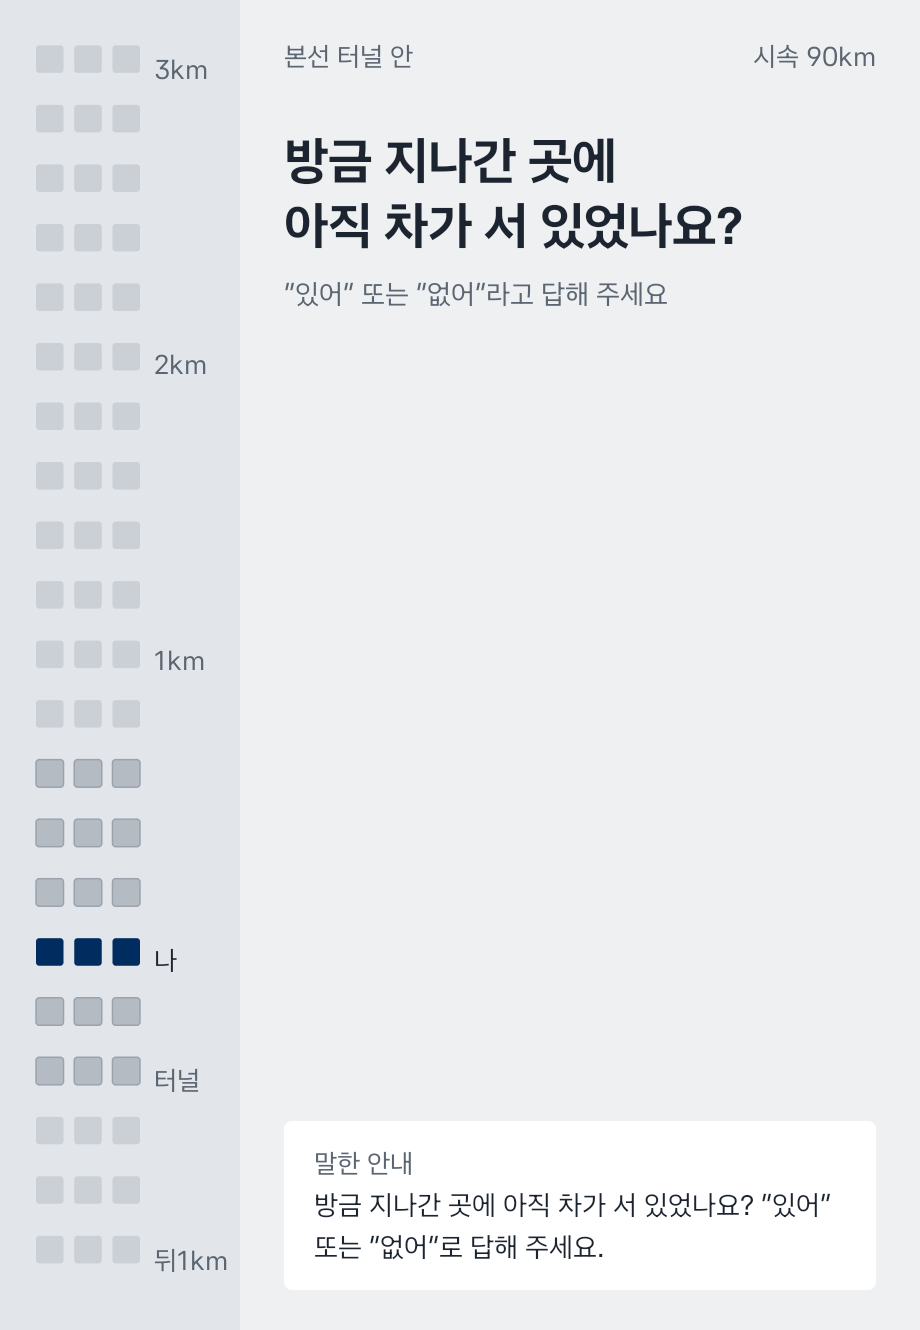 3km
2km
1km
나
터널
뒤1km
본선 터널 안
시속 90km
방금 지나간 곳에
아직 차가 서 있었나요?
"있어" 또는 "없어"라고 답해 주세요
말한 안내
방금 지나간 곳에 아직 차가 서 있었나요? "있어"
또는 "없어"로 답해 주세요.